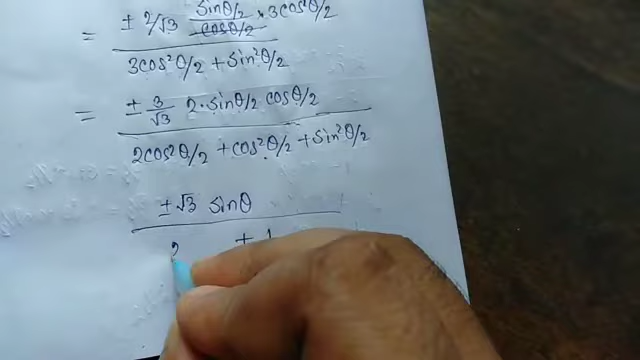 ± 2/√3 sinθ/2 / cosθ/2 × 3cos²θ/2
=
3cos²θ/2 + sin²θ/2
= ± 3/√3 2·sinθ/2 cosθ/2
2cos²θ/2 + cos²θ/2 + sin²θ/2
± √3 sinθ
2 + 1